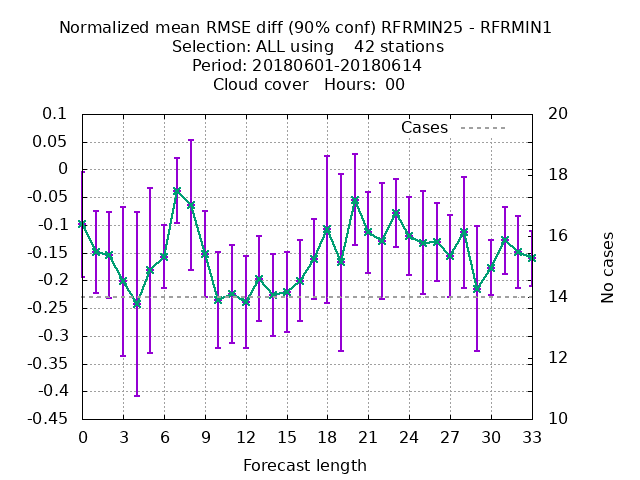 Normalized mean RMSE diff (90% conf) RFRMIN25 - RFRMIN1
Selection: ALL using    42 stations
Period: 20180601-20180614
Cloud cover   Hours:  00
Cases
0.1
0.05
0
-0.05
-0.1
-0.15
-0.2
-0.25
-0.3
-0.35
-0.4
-0.45
20
18
16
14
12
10
No cases
0 3 6 9 12 15 18 21 24 27 30 33
Forecast length